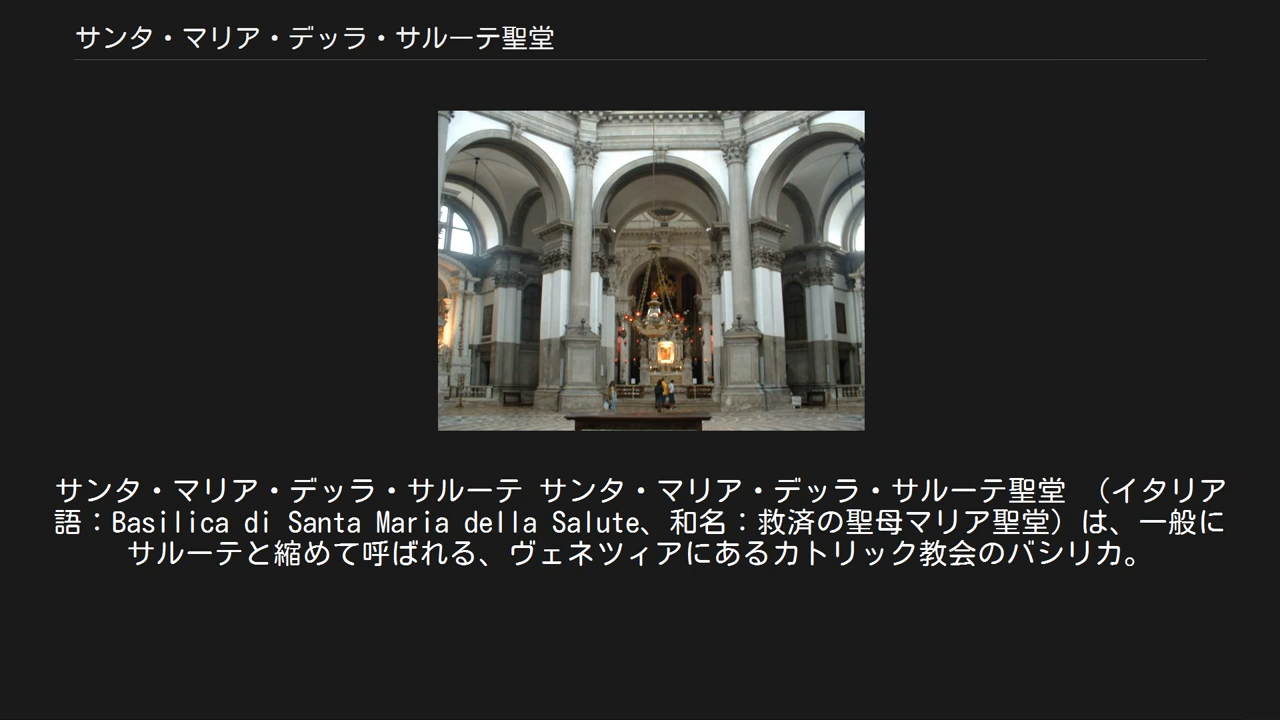 サンタ・マリア・デッラ・サルーテ聖堂
サンタ・マリア・デッラ・サルーテ サンタ・マリア・デッラ・サルーテ聖堂 （イタリア
語：Basilica di Santa Maria della Salute、和名：救済の聖母マリア聖堂）は、一般に
サルーテと縮めて呼ばれる、ヴェネツィアにあるカトリック教会のバシリカ。